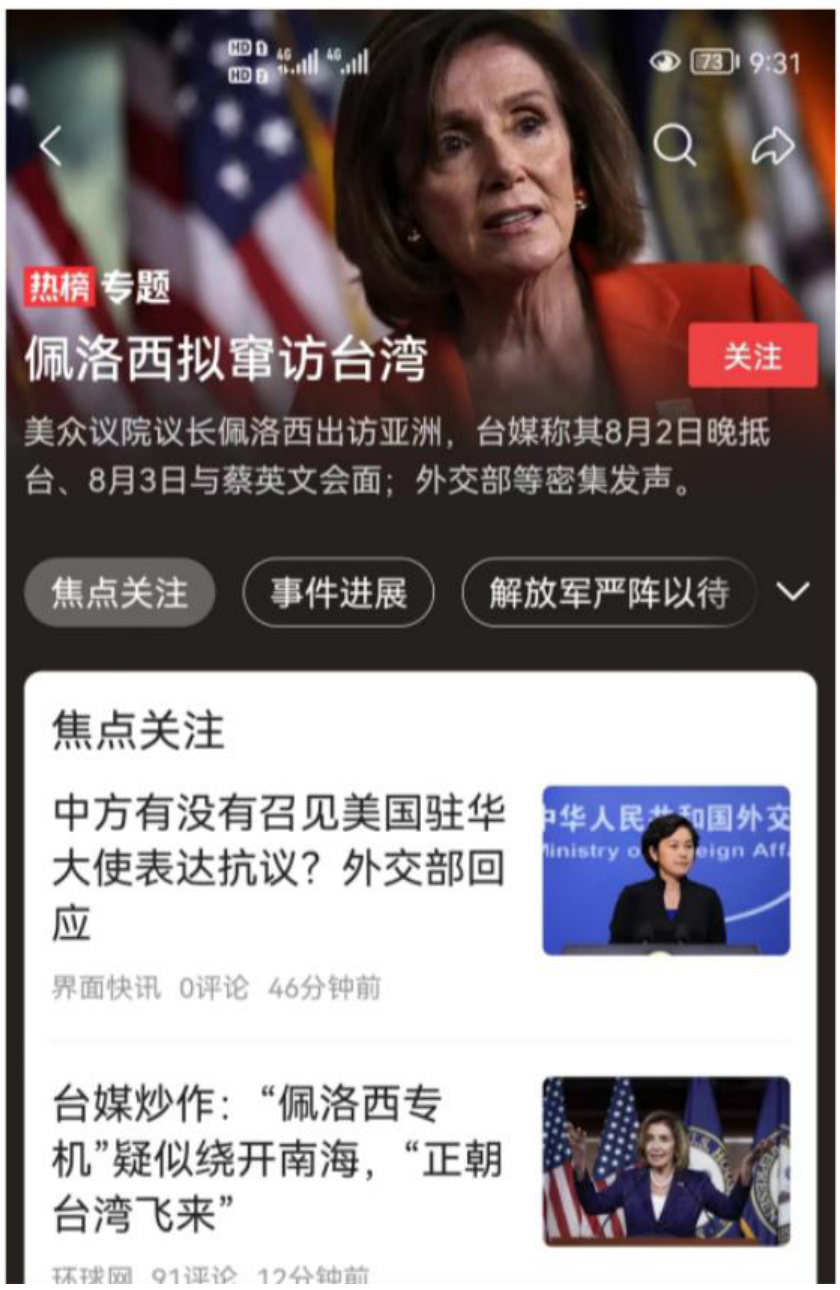 HD 1 4G 4G
HD 2
73 9:31
热榜 专题
佩洛西拟窜访台湾
关注
美众议院议长佩洛西出访亚洲，台媒称其8月2日晚抵
台、8月3日与蔡英文会面；外交部等密集发声。
焦点关注 事件进展 解放军严阵以待
焦点关注
中方有没有召见美国驻华
大使表达抗议？外交部回
应
界面快讯 0评论 46分钟前
中华人民共和国外交
Ministry o eign Aff
台媒炒作：“佩洛西专
机”疑似绕开南海，“正朝
台湾飞来”
环球网 91评论 12分钟前